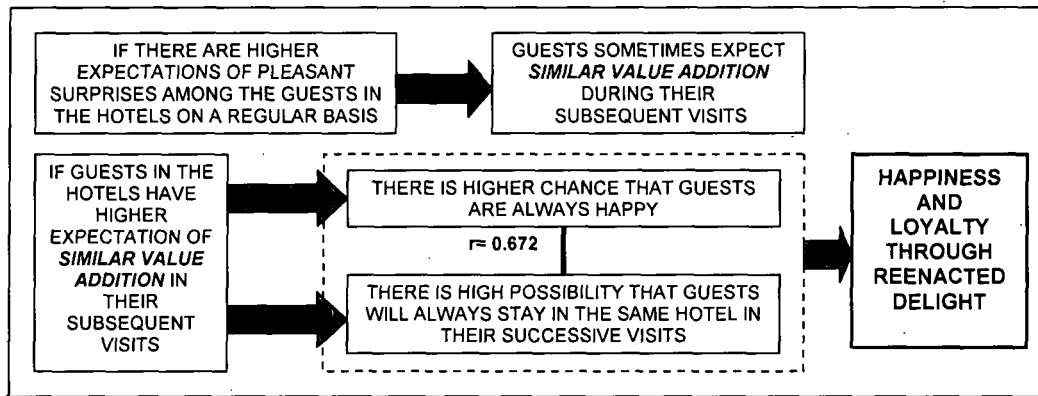 IF THERE ARE HIGHER
EXPECTATIONS OF PLEASANT
SURPRISES AMONG THE GUESTS IN
THE HOTELS ON A REGULAR BASIS
GUESTS SOMETIMES EXPECT
SIMILAR VALUE ADDITION
DURING THEIR
SUBSEQUENT VISITS
IF GUESTS IN THE
HOTELS HAVE
HIGHER
EXPECTATION OF
SIMILAR VALUE
ADDITION IN
THEIR
SUBSEQUENT
VISITS
THERE IS HIGHER CHANCE THAT GUESTS
ARE ALWAYS HAPPY
r= 0.672
THERE IS HIGH POSSIBILITY THAT GUESTS
WILL ALWAYS STAY IN THE SAME HOTEL IN
THEIR SUCCESSIVE VISITS
HAPPINESS
AND
LOYALTY
THROUGH
REENACTED
DELIGHT